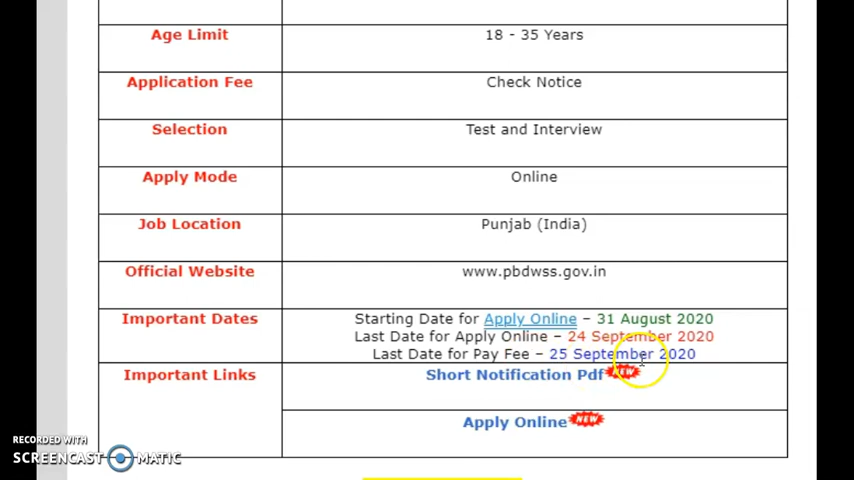 Age Limit 18 - 35 Years
Application Fee Check Notice
Selection Test and Interview
Apply Mode Online
Job Location Punjab (India)
Official Website www.pbdwss.gov.in
Important Dates Starting Date for Apply Online – 31 August 2020
Last Date for Apply Online – 24 September 2020
Last Date for Pay Fee – 25 September 2020
Important Links Short Notification Pdf NEW
Apply Online NEW
RECORDED WITH
SCREENCAST MATIC